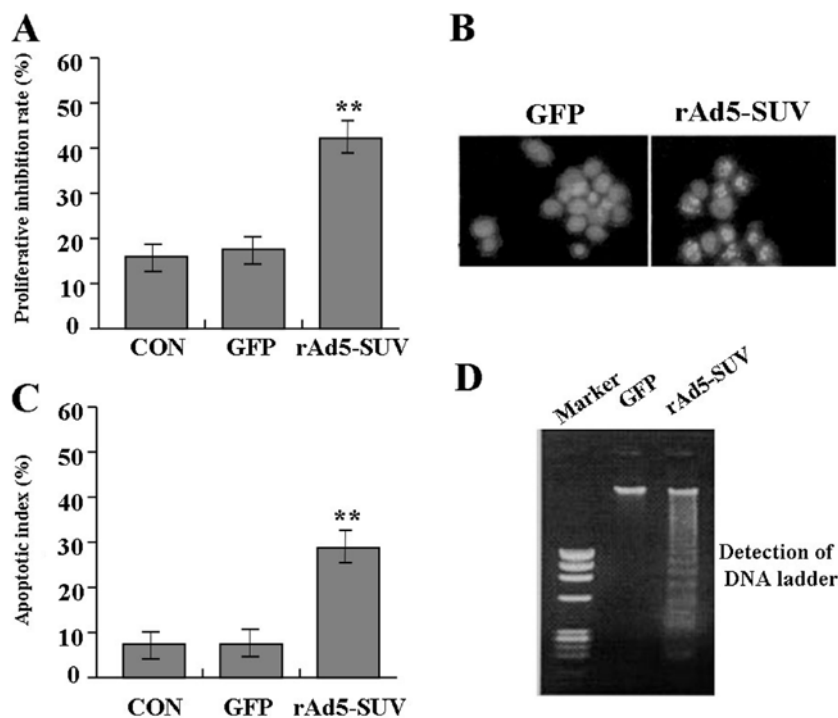 A
Proliferative inhibition rate (%)
60
50
40
30
20
10
0
**
CON GFP rAd5-SUV
B
GFP rAd5-SUV
C
Apoptotic index (%)
60
50
40
30
20
10
0
**
CON GFP rAd5-SUV
D
Marker GFP rAd5-SUV
Detection of
DNA ladder